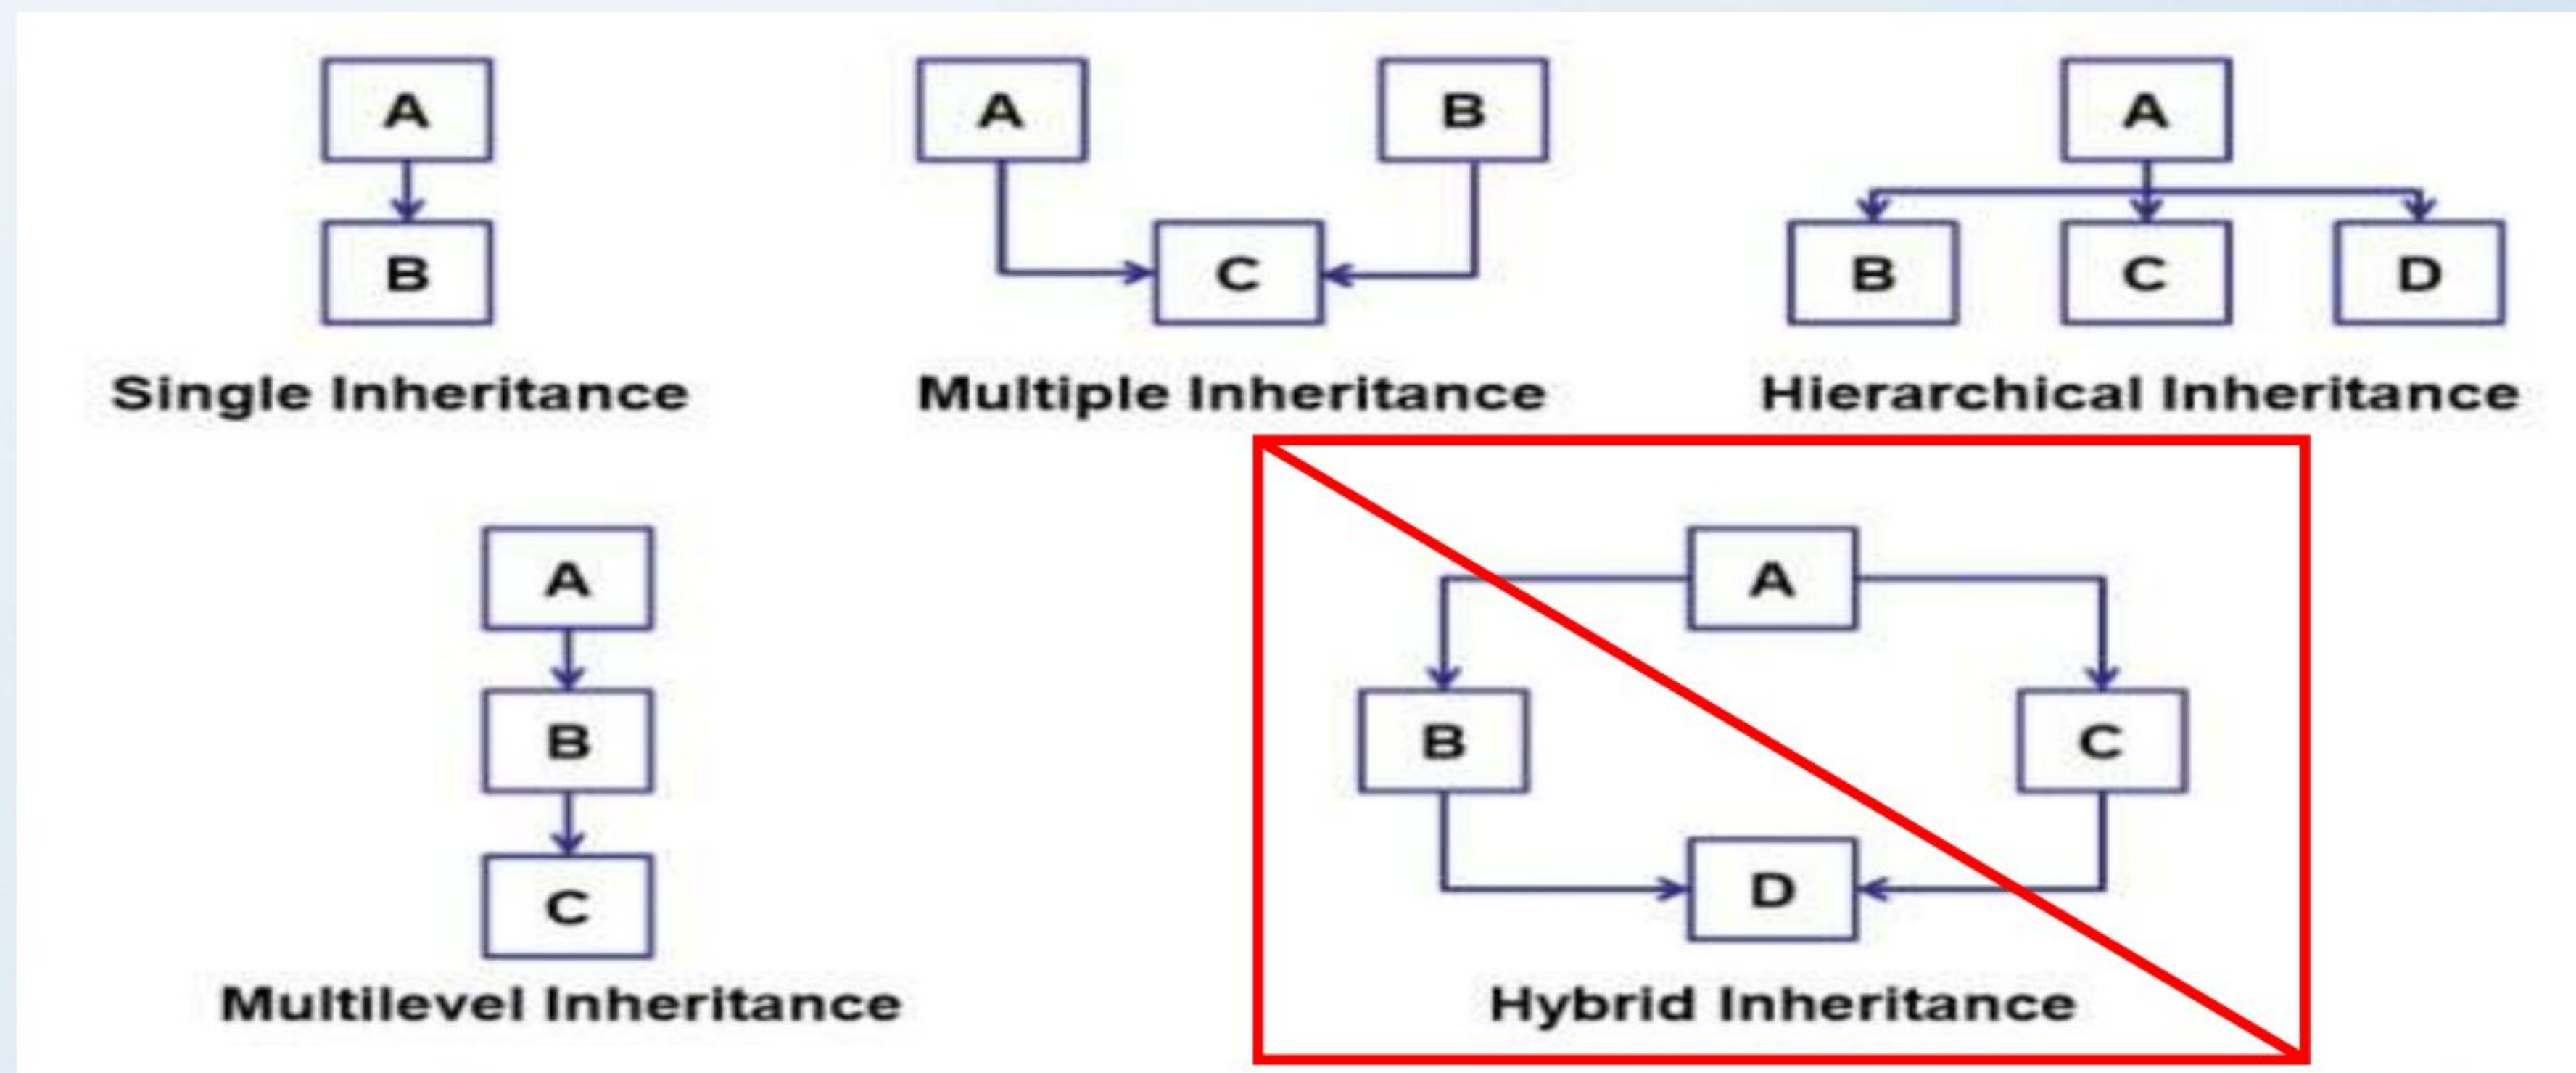 A
B
Single Inheritance
A B
C
Multiple Inheritance
A
B C D
Hierarchical Inheritance
A
B
C
Multilevel Inheritance
A
B C
D
Hybrid Inheritance